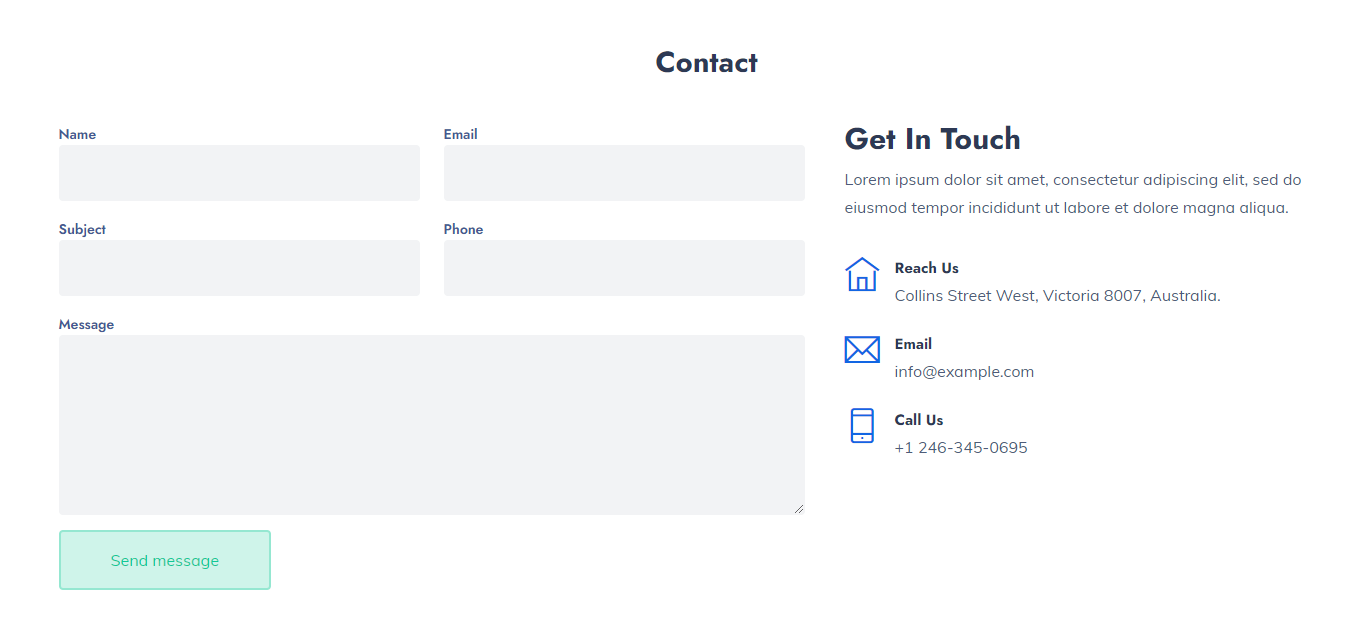 Contact
Name
Email
Subject
Phone
Message
Send message
Get In Touch
Lorem ipsum dolor sit amet, consectetur adipiscing elit, sed do
eiusmod tempor incididunt ut labore et dolore magna aliqua.
Reach Us
Collins Street West, Victoria 8007, Australia.
Email
info@example.com
Call Us
+1 246-345-0695